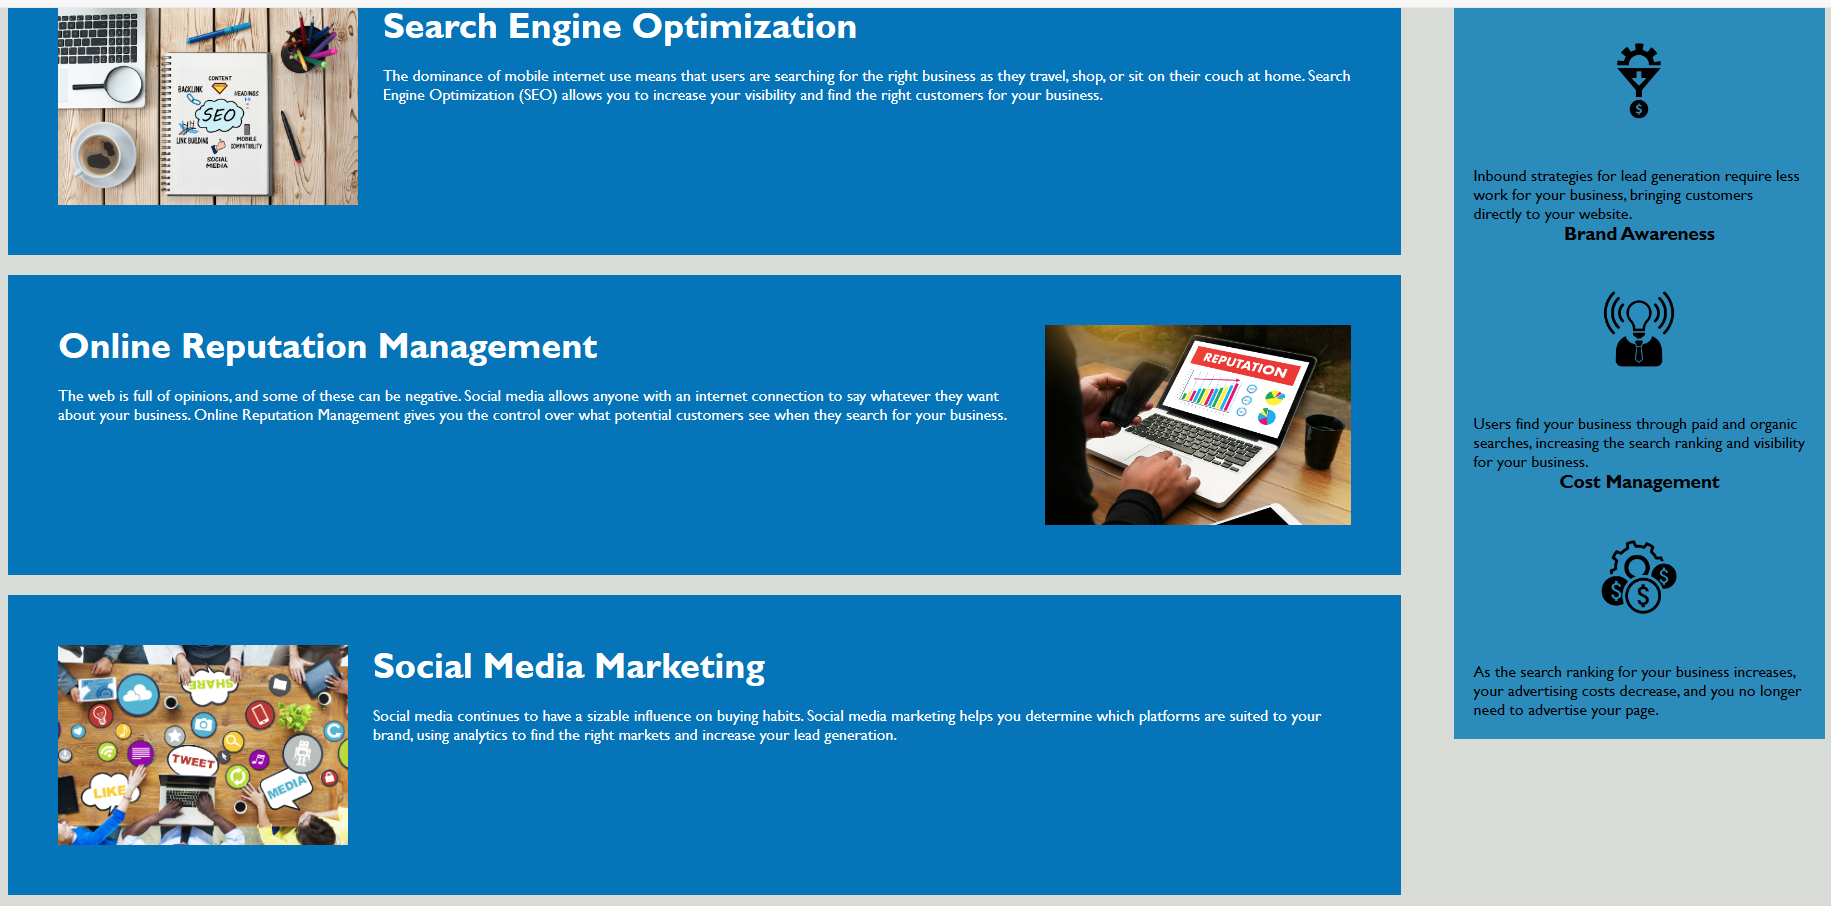 Search Engine Optimization
The dominance of mobile internet use means that users are searching for the right business as they travel, shop, or sit on their couch at home. Search
Engine Optimization (SEO) allows you to increase your visibility and find the right customers for your business.
CONTENT
BACKLINK
HEADINGS
SEO
LINK BUILDING
MOBILE
COMPATIBILITY
SOCIAL
MEDIA
Online Reputation Management
The web is full of opinions, and some of these can be negative. Social media allows anyone with an internet connection to say whatever they want
about your business. Online Reputation Management gives you the control over what potential customers see when they search for your business.
REPUTATION
Social Media Marketing
Social media continues to have a sizable influence on buying habits. Social media marketing helps you determine which platforms are suited to your
brand, using analytics to find the right markets and increase your lead generation.
SHARE
TWEET
LIKE
MEDIA
$
Inbound strategies for lead generation require less
work for your business, bringing customers
directly to your website.
Brand Awareness
Users find your business through paid and organic
searches, increasing the search ranking and visibility
for your business.
Cost Management
$ $ $
As the search ranking for your business increases,
your advertising costs decrease, and you no longer
need to advertise your page.